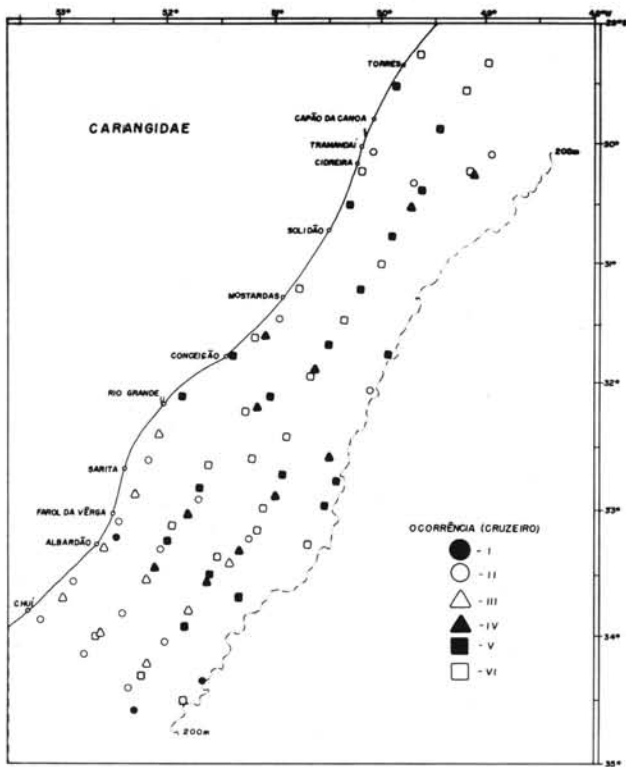 53° 52° 51° 50° 49° 48°W
29°
TORRES
CAPÃO DA CANOA
CARANGIDAE
TRAMANDAÍ
30°
CIDREIRA
200m
SOLIDÃO
31°
MOSTARDAS
CONCEIÇÃO
32°
RIO GRANDE
SARITA
33°
FAROL DA VÊRGA
OCORRÊNCIA (CRUZEIRO)
ALBARDÃO
- I
- II
CHUÍ
- III
34°
- IV
- V
- VI
200m
35°